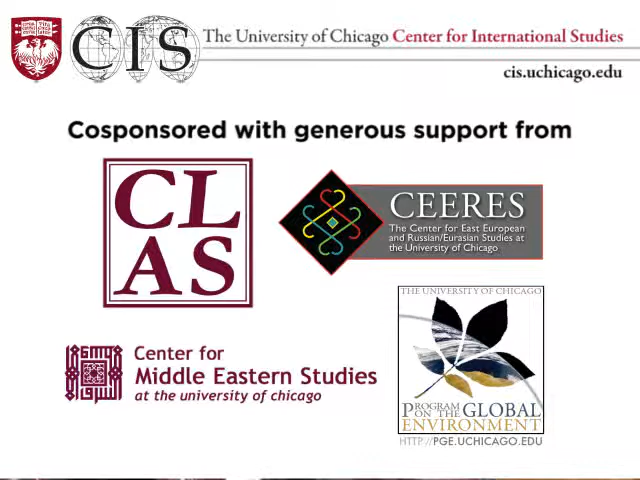 CIS
The University of Chicago Center for International Studies
cis.uchicago.edu
Cosponsored with generous support from
CL
AS
CEERES
The Center for East European
and Russian/Eurasian Studies at
the University of Chicago
Center for
Middle Eastern Studies
at the university of chicago
THE UNIVERSITY OF CHICAGO
PROGRAM
ON THE GLOBAL
ENVIRONMENT
HTTP://PGE.UCHICAGO.EDU